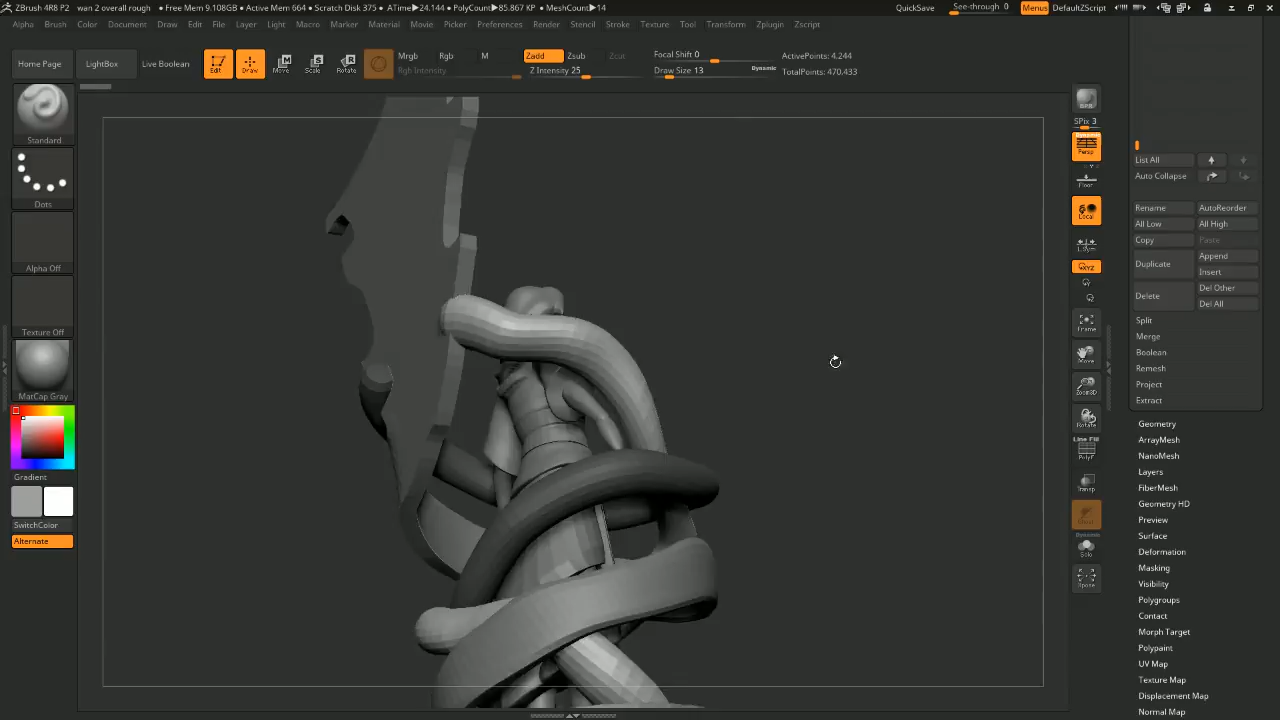 ZBrush 4R8 P2   wan 2 overall rough   ● Free Mem 9.108GB ● Active Mem 4286 ● Scratch Disk 375 ● ATime▶24.144 ● PolyCount▶85.867 KP ● MeshCount▶14   QuickSave   See-through 0   Menus   DefaultZScript
Alpha Brush Color Document Draw Edit File Layer Light Macro Marker Material Movie Picker Preferences Render Stencil Stroke Texture Tool Transform Zplugin Zscript
Home Page LightBox Live Boolean Edit Draw Move Scale Rotate
Mrgb Rgb M Zadd Zsub Zcut
Rgb Intensity Z Intensity 25
Focal Shift 0
Draw Size 13 Dynamic
ActivePoints: 4.244
TotalPoints: 470,433
Standard
Dots
Alpha Off
Texture Off
MatCap Gray
Gradient
SwitchColor
Alternate
BPR
SPix 3
Dynamic
Persp
Floor
Local
L.Sym
XYZ
Frame
Move
Zoom3D
Rotate
Line Fill
PolyF
Transp
Ghost
Dynamic
Solo
Xpose
List All
Auto Collapse
Rename AutoReorder
All Low All High
Copy Paste
Duplicate Append
Insert
Delete Del Other
Del All
Split
Merge
Boolean
Remesh
Project
Extract
Geometry
ArrayMesh
NanoMesh
Layers
FiberMesh
Geometry HD
Preview
Surface
Deformation
Masking
Visibility
Polygroups
Contact
Morph Target
Polypaint
UV Map
Texture Map
Displacement Map
Normal Map